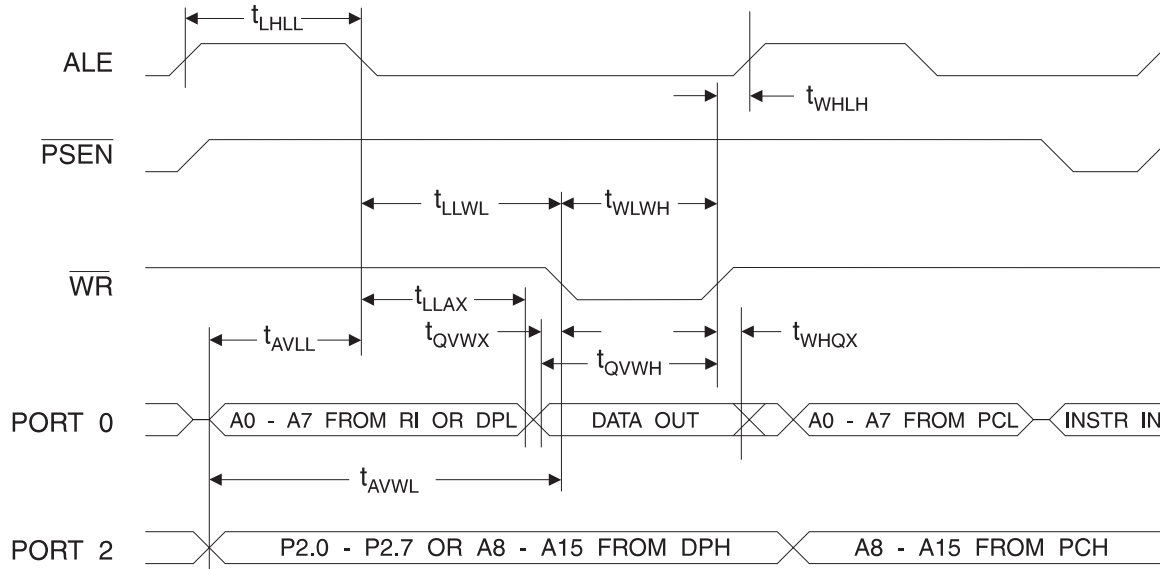 tLHLL
ALE
tWHLH
PSEN
tLLWL
tWLWH
WR
tLLAX
tAVLL
tQVWX
tWHQX
tQVWH
PORT 0
A0 - A7 FROM RI OR DPL
DATA OUT
A0 - A7 FROM PCL
INSTR IN
tAVWL
PORT 2
P2.0 - P2.7 OR A8 - A15 FROM DPH
A8 - A15 FROM PCH